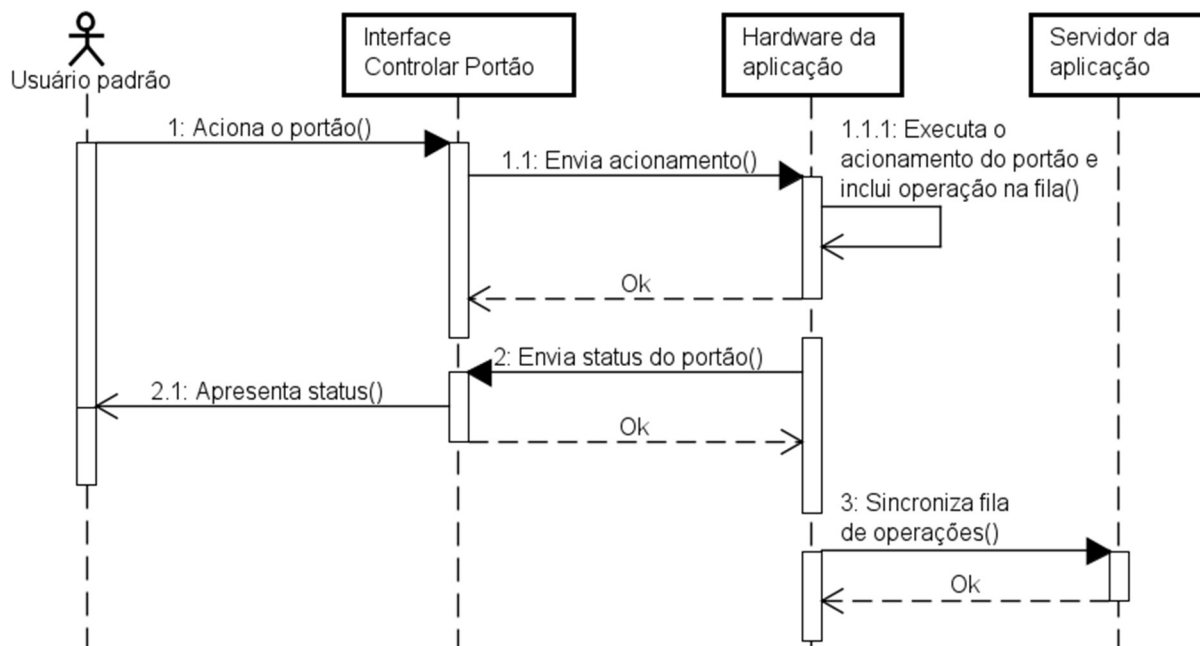 Usuário padrão
Interface
Controlar Portão
Hardware da
aplicação
Servidor da
aplicação
1: Aciona o portão()
1.1: Envia acionamento()
1.1.1: Executa o
acionamento do portão e
inclui operação na fila()
Ok
2: Envia status do portão()
2.1: Apresenta status()
Ok
3: Sincroniza fila
de operações()
Ok